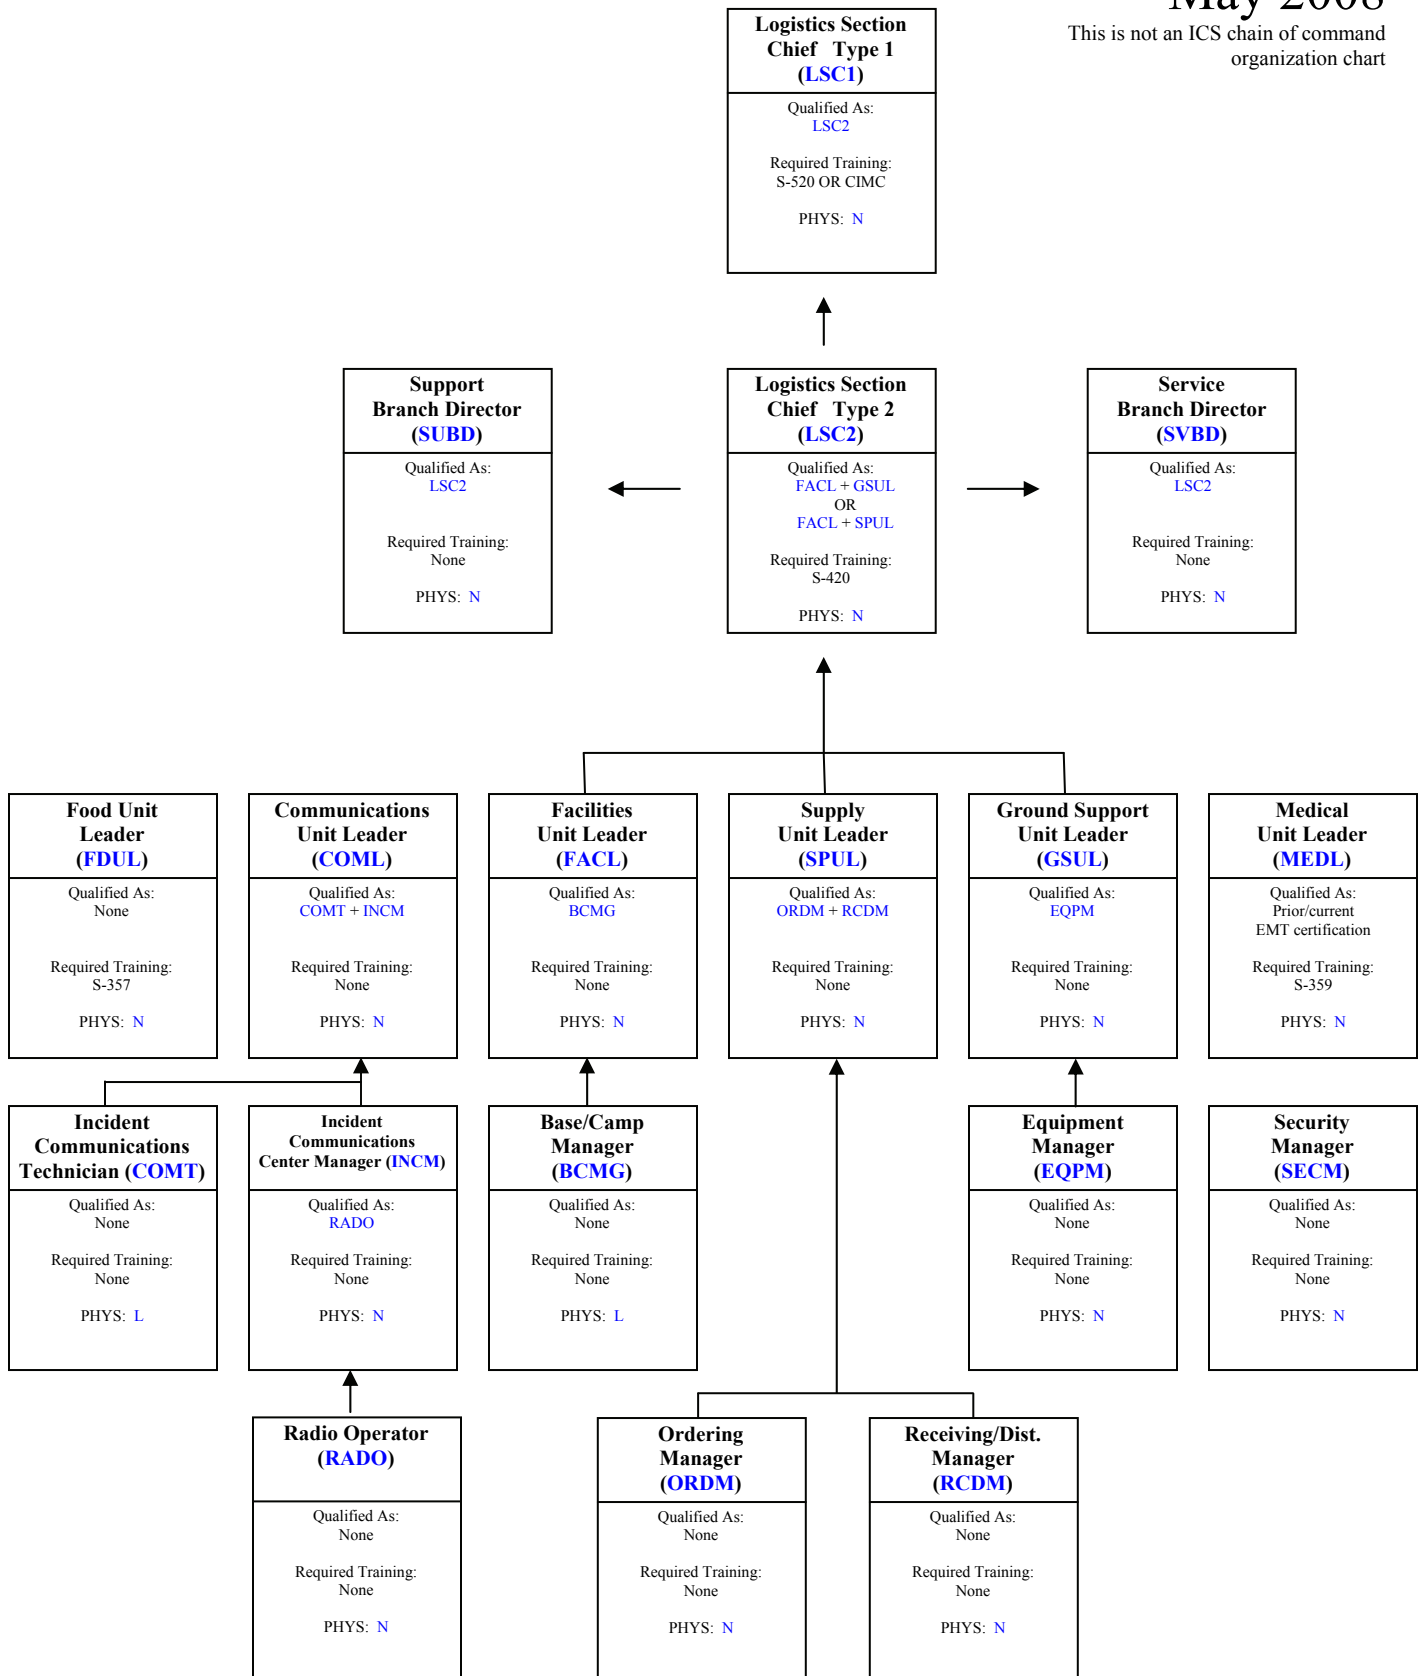 May 2008
This is not an ICS chain of command
organization chart
Logistics Section
Chief Type 1
(LSC1)
Qualified As:
LSC2
Required Training:
S-520 OR CIMC
PHYS: N
Support
Branch Director
(SUBD)
Qualified As:
LSC2
Required Training:
None
PHYS: N
Logistics Section
Chief Type 2
(LSC2)
Qualified As:
FACL + GSUL
OR
FACL + SPUL
Required Training:
S-420
PHYS: N
Service
Branch Director
(SVBD)
Qualified As:
LSC2
Required Training:
None
PHYS: N
Food Unit
Leader
(FDUL)
Qualified As:
None
Required Training:
S-357
PHYS: N
Communications
Unit Leader
(COML)
Qualified As:
COMT + INCM
Required Training:
None
PHYS: N
Facilities
Unit Leader
(FACL)
Qualified As:
BCMG
Required Training:
None
PHYS: N
Supply
Unit Leader
(SPUL)
Qualified As:
ORDM + RCDM
Required Training:
None
PHYS: N
Ground Support
Unit Leader
(GSUL)
Qualified As:
EQPM
Required Training:
None
PHYS: N
Medical
Unit Leader
(MEDL)
Qualified As:
Prior/current
EMT certification
Required Training:
S-359
PHYS: N
Incident
Communications
Technician (COMT)
Qualified As:
None
Required Training:
None
PHYS: L
Incident
Communications
Center Manager (INCM)
Qualified As:
RADO
Required Training:
None
PHYS: N
Base/Camp
Manager
(BCMG)
Qualified As:
None
Required Training:
None
PHYS: L
Equipment
Manager
(EQPM)
Qualified As:
None
Required Training:
None
PHYS: N
Security
Manager
(SECM)
Qualified As:
None
Required Training:
None
PHYS: N
Radio Operator
(RADO)
Qualified As:
None
Required Training:
None
PHYS: N
Ordering
Manager
(ORDM)
Qualified As:
None
Required Training:
None
PHYS: N
Receiving/Dist.
Manager
(RCDM)
Qualified As:
None
Required Training:
None
PHYS: N